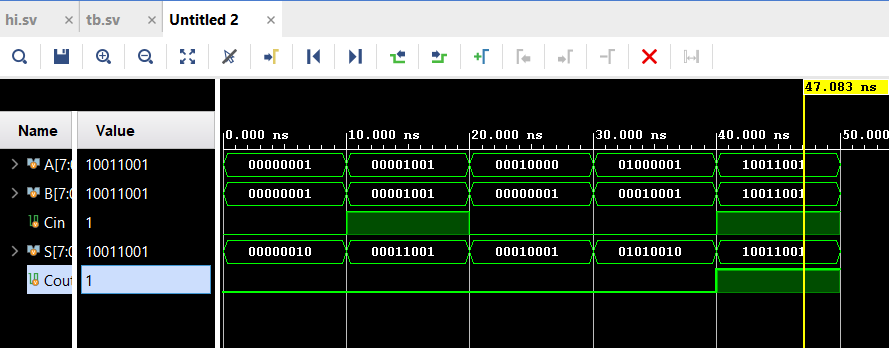 hi.sv × tb.sv × Untitled 2 ×
47.083 ns
Name Value
0.000 ns 10.000 ns 20.000 ns 30.000 ns 40.000 ns 50.000
A[7:0 10011001 00000001 00001001 00010000 01000001 10011001
B[7:0 10011001 00000001 00001001 00000001 00010001 10011001
Cin 1
S[7:0 10011001 00000010 00011001 00010001 01010010 10011001
Cout 1